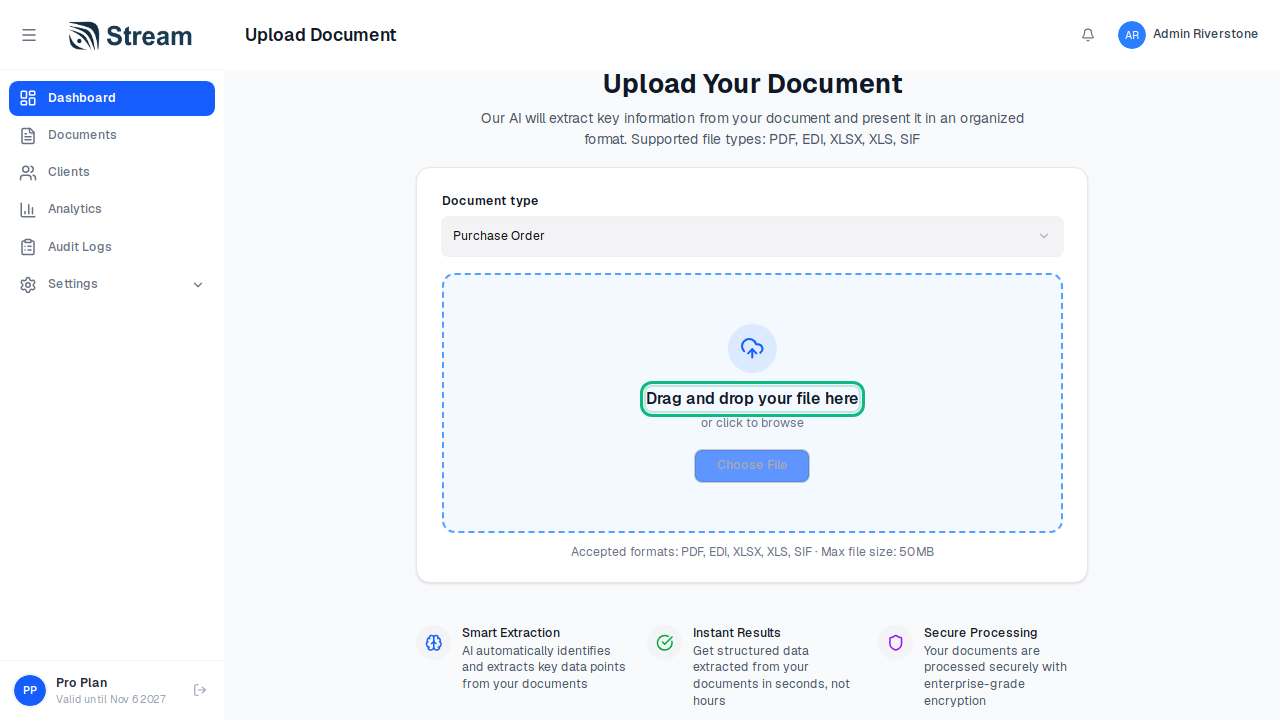 Stream
Upload Document
AR
Admin Riverstone
Dashboard
Documents
Clients
Analytics
Audit Logs
Settings
Upload Your Document
Our AI will extract key information from your document and present it in an organized
format. Supported file types: PDF, EDI, XLSX, XLS, SIF
Document type
Purchase Order
Drag and drop your file here
or click to browse
Choose File
Accepted formats: PDF, EDI, XLSX, XLS, SIF · Max file size: 50MB
Smart Extraction
AI automatically identifies
and extracts key data points
from your documents
Instant Results
Get structured data
extracted from your
documents in seconds, not
hours
Secure Processing
Your documents are
processed securely with
enterprise-grade
encryption
PP
Pro Plan
Valid until Nov 6 2027